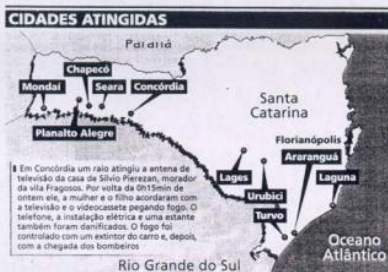 CIDADES ATINGIDAS
Paraná
Chapecó
Mondaí
Seara
Concórdia
Planalto Alegre
Santa
Catarina
Florianópolis
Araranguá
Lages
Laguna
Urubici
Turvo
Em Concórdia um raio atingiu a antena de
televisão da casa de Silvio Pierezan, morador
da vila Fragosos. Por volta da 0h15min de
ontem ele, a mulher e o filho acordaram com
a televisão e o videocassete pegando fogo. O
telefone, a instalação elétrica e uma estante
também foram danificados. O fogo foi
controlado com um extintor do carro e, depois,
com a chegada dos bombeiros
Oceano
Atlântico
Rio Grande do Sul